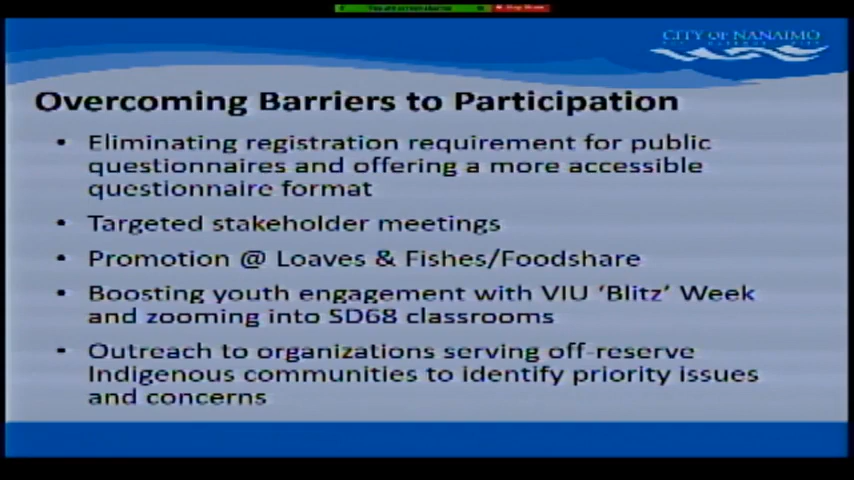 CITY OF NANAIMO
Overcoming Barriers to Participation
• Eliminating registration requirement for public
questionnaires and offering a more accessible
questionnaire format
• Targeted stakeholder meetings
• Promotion @ Loaves & Fishes/Foodshare
• Boosting youth engagement with VIU ‘Blitz’ Week
and zooming into SD68 classrooms
• Outreach to organizations serving off-reserve
Indigenous communities to identify priority issues
and concerns